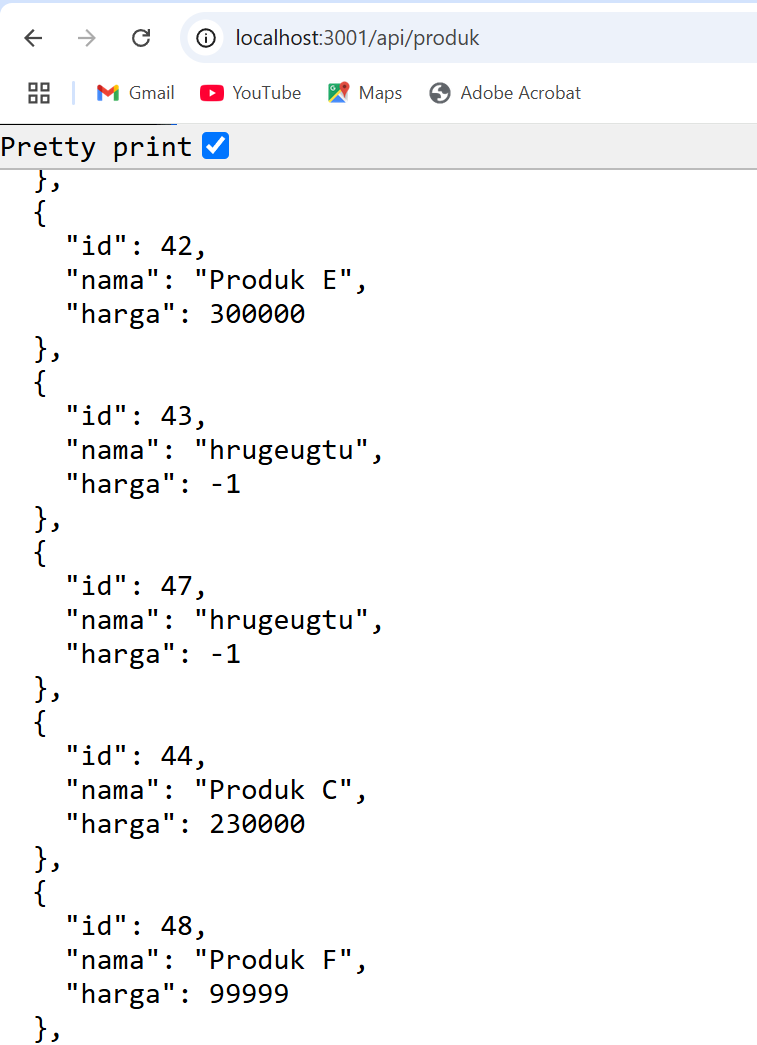 localhost:3001/api/produk
Gmail YouTube Maps Adobe Acrobat
Pretty print
},
{
"id": 42,
"nama": "Produk E",
"harga": 300000
},
{
"id": 43,
"nama": "hrugeugtu",
"harga": -1
},
{
"id": 47,
"nama": "hrugeugtu",
"harga": -1
},
{
"id": 44,
"nama": "Produk C",
"harga": 230000
},
{
"id": 48,
"nama": "Produk F",
"harga": 99999
},